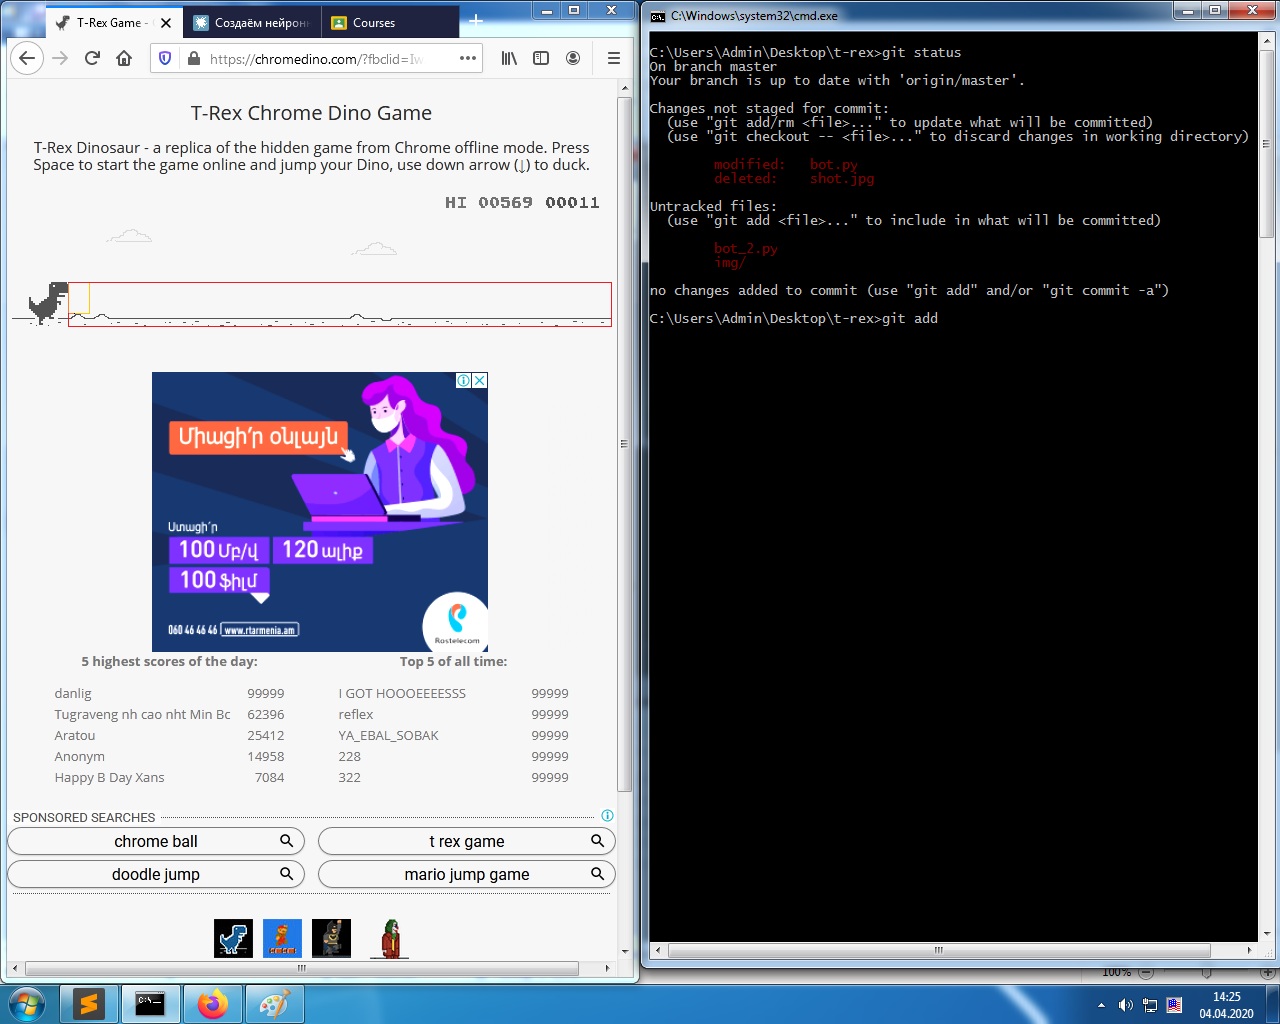 T-Rex Game -
Создаём нейрон
Courses
https://chromedino.com/?fbclid=Iw
T-Rex Chrome Dino Game
T-Rex Dinosaur - a replica of the hidden game from Chrome offline mode. Press
Space to start the game online and jump your Dino, use down arrow (↓) to duck.
HI 00569 00011
Միացի՛ր օնլայն
Ստացի՛ր
100 Մբ/վ 120 ալիք
100 ֆիլմ
060 46 46 46 www.rtarmenia.am
Rostelecom
5 highest scores of the day:
danlig 99999
Tugraveng nh cao nht Min Bc 62396
Aratou 25412
Anonym 14958
Happy B Day Xans 7084
Top 5 of all time:
I GOT HOOOEEEESSS 99999
reflex 99999
YA_EBAL_SOBAK 99999
228 99999
322 99999
SPONSORED SEARCHES
chrome ball
t rex game
doodle jump
mario jump game
C:\Windows\system32\cmd.exe
C:\Users\Admin\Desktop\t-rex>git status
On branch master
Your branch is up to date with 'origin/master'.
Changes not staged for commit:
(use "git add/rm <file>..." to update what will be committed)
(use "git checkout -- <file>..." to discard changes in working directory)
modified: bot.py
deleted: shot.jpg
Untracked files:
(use "git add <file>..." to include in what will be committed)
bot_2.py
img/
no changes added to commit (use "git add" and/or "git commit -a")
C:\Users\Admin\Desktop\t-rex>git add
100%
14:25
04.04.2020